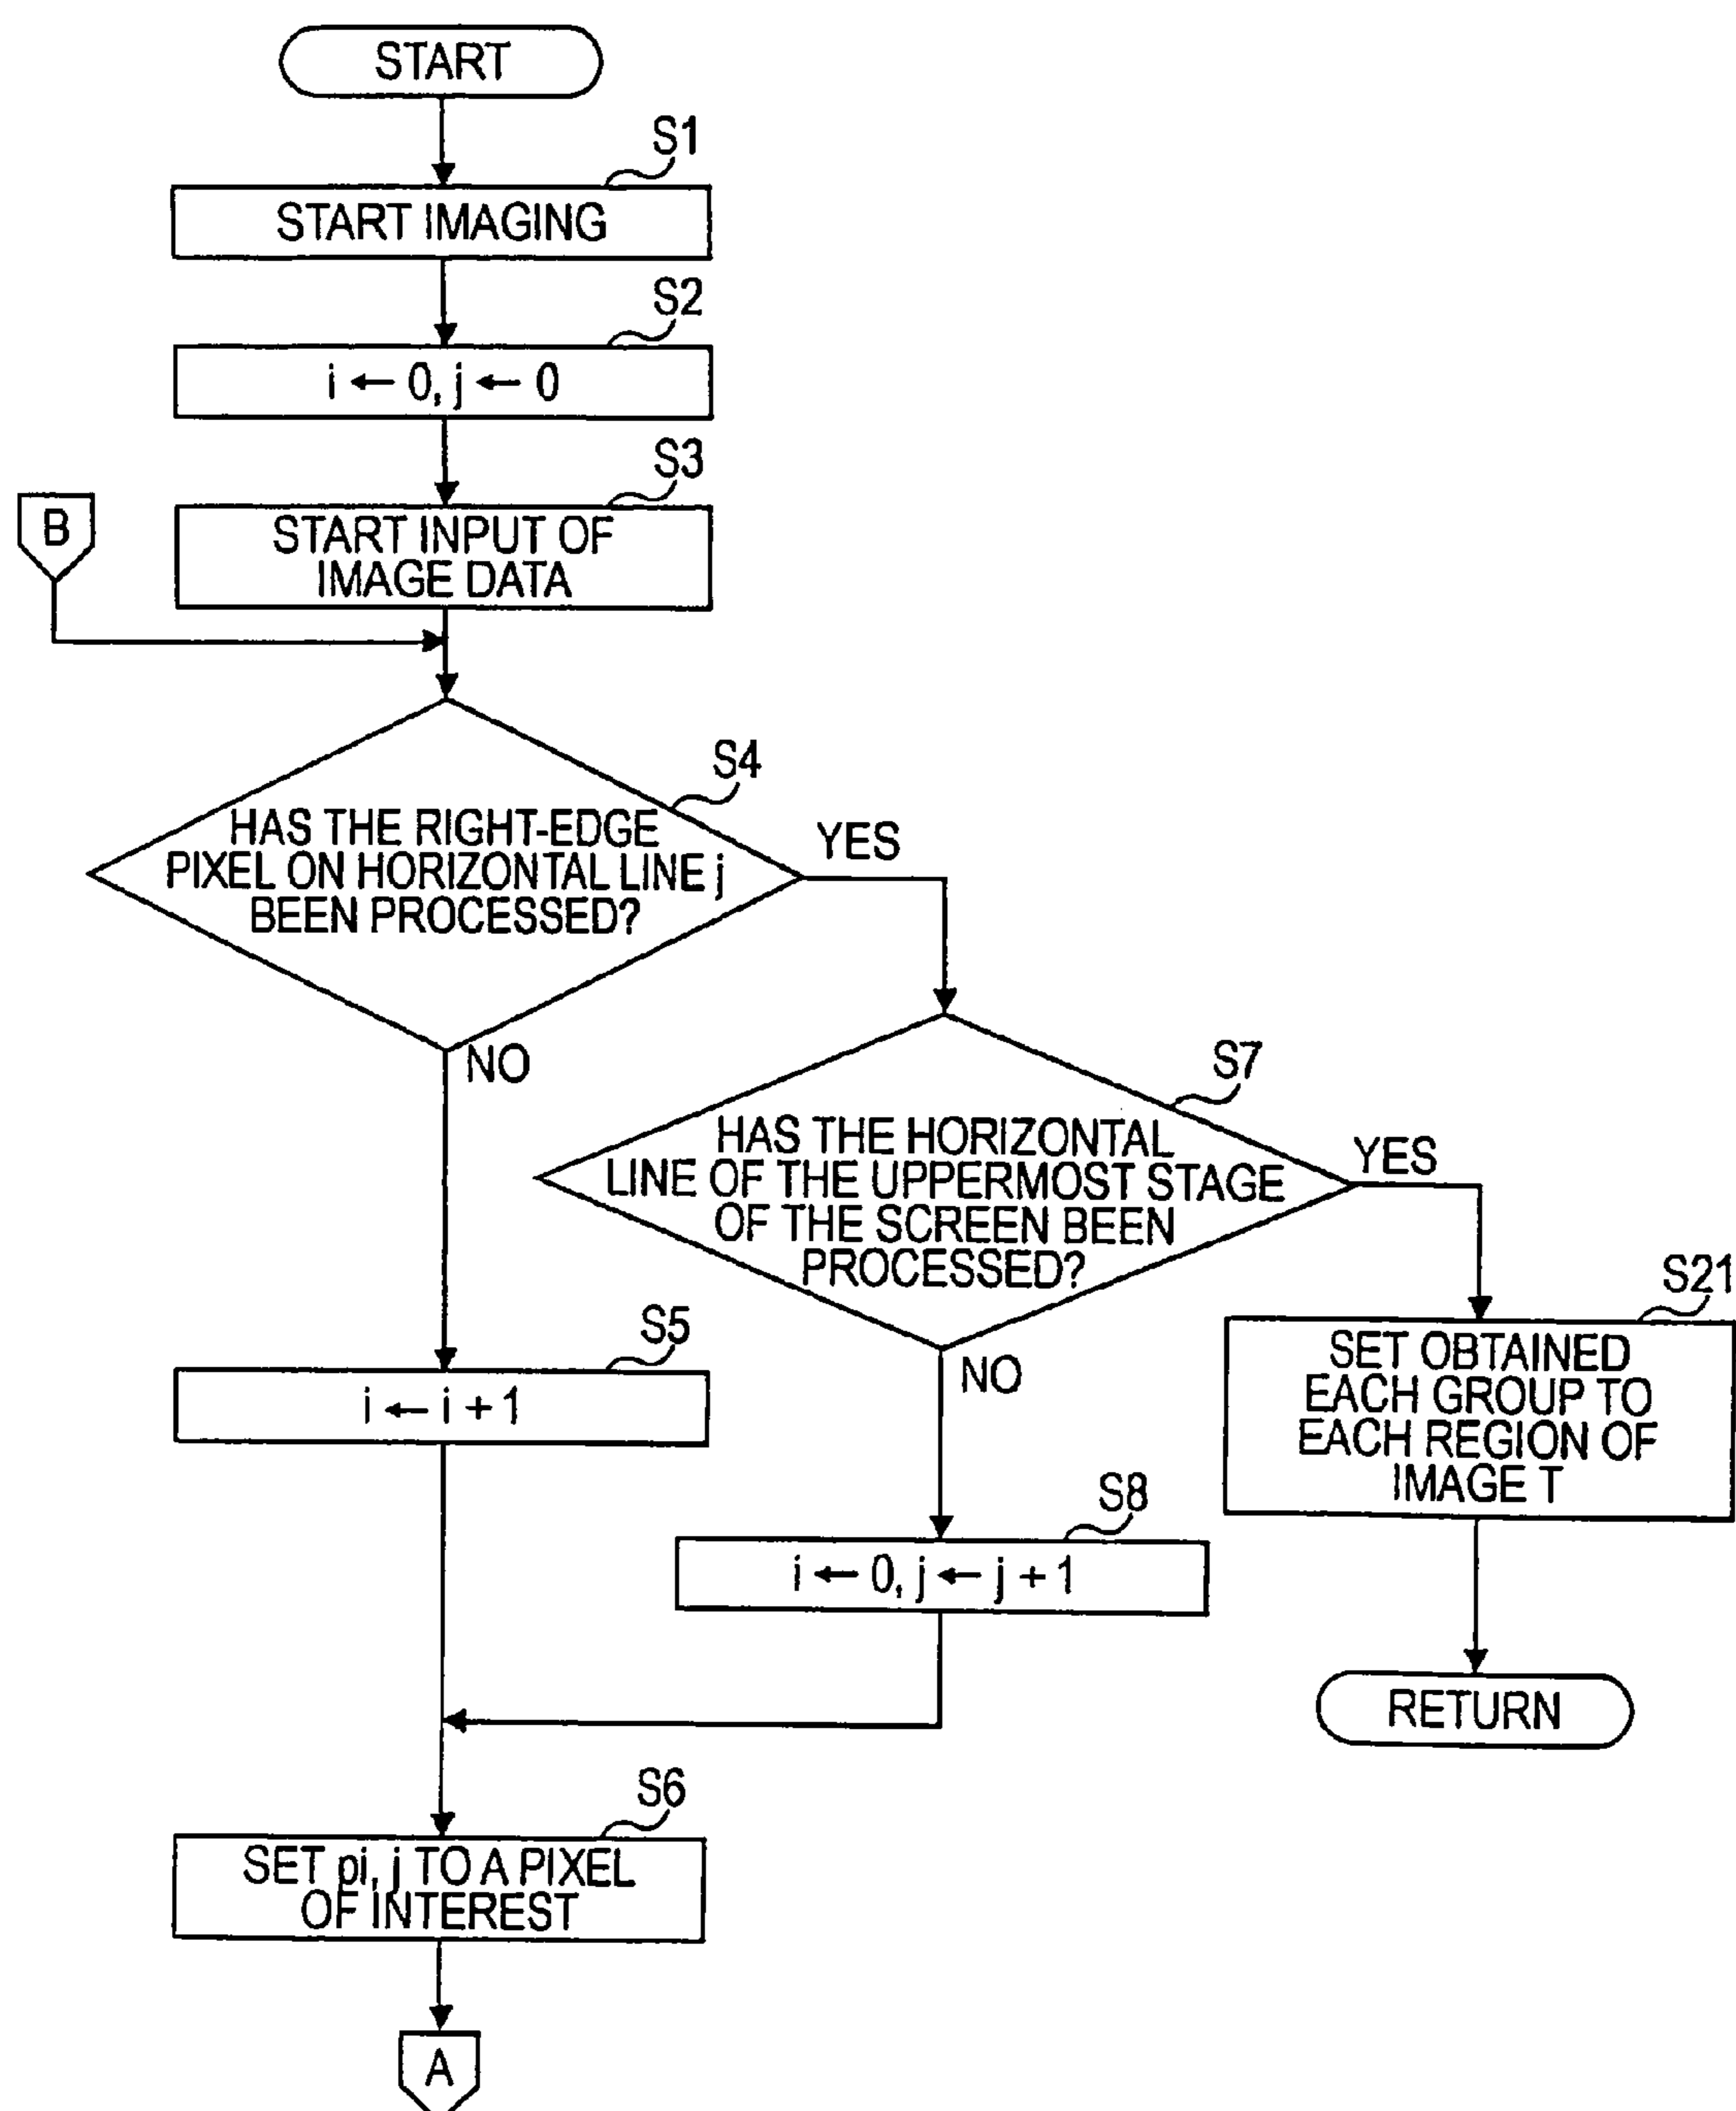 START
S1
START IMAGING
S2
i ← 0, j ← 0
S3
B
START INPUT OF
IMAGE DATA
S4
HAS THE RIGHT-EDGE
PIXEL ON HORIZONTAL LINE j
BEEN PROCESSED?
YES
NO
S7
HAS THE HORIZONTAL
LINE OF THE UPPERMOST STAGE
OF THE SCREEN BEEN
PROCESSED?
YES
NO
S21
SET OBTAINED
EACH GROUP TO
EACH REGION OF
IMAGE T
S5
i ← i + 1
S8
i ← 0, j ← j + 1
RETURN
S6
SET pi, j TO A PIXEL
OF INTEREST
A